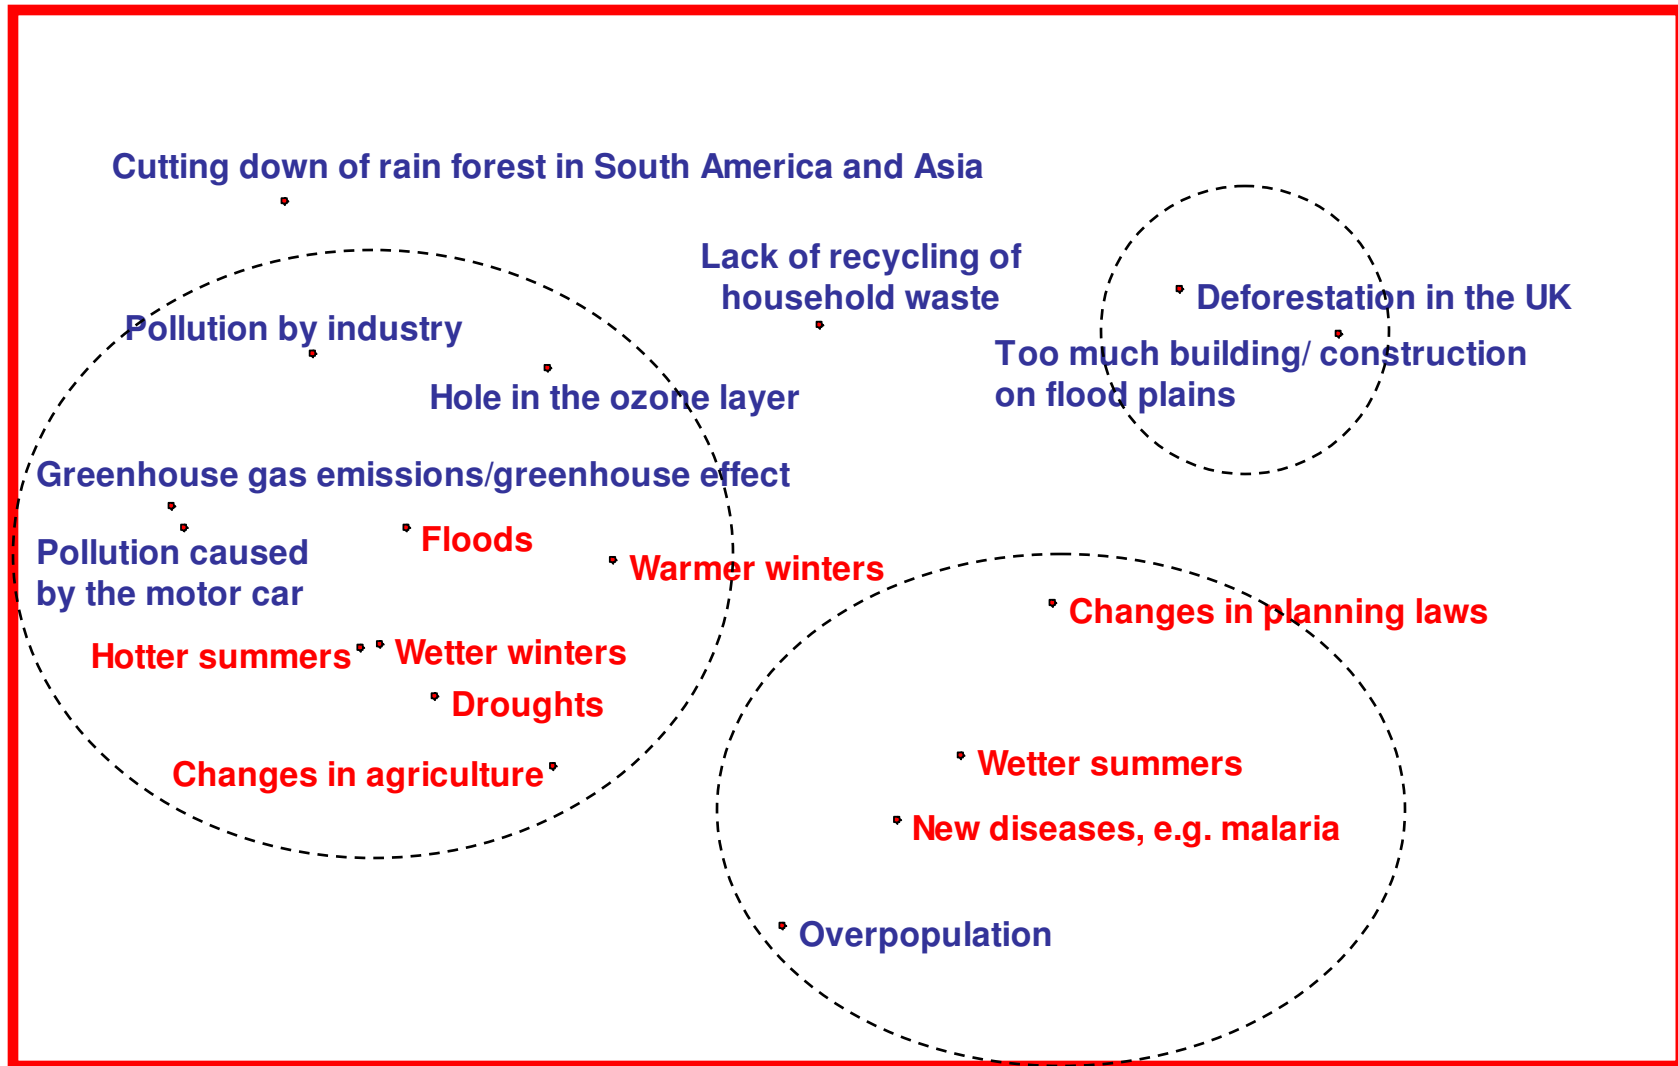 Cutting down of rain forest in South America and Asia
Lack of recycling of
household waste
Deforestation in the UK
Pollution by industry
Too much building/ construction
on flood plains
Hole in the ozone layer
Greenhouse gas emissions/greenhouse effect
Floods
Pollution caused
by the motor car
Warmer winters
Changes in planning laws
Hotter summers
Wetter winters
Droughts
Changes in agriculture
Wetter summers
New diseases, e.g. malaria
Overpopulation